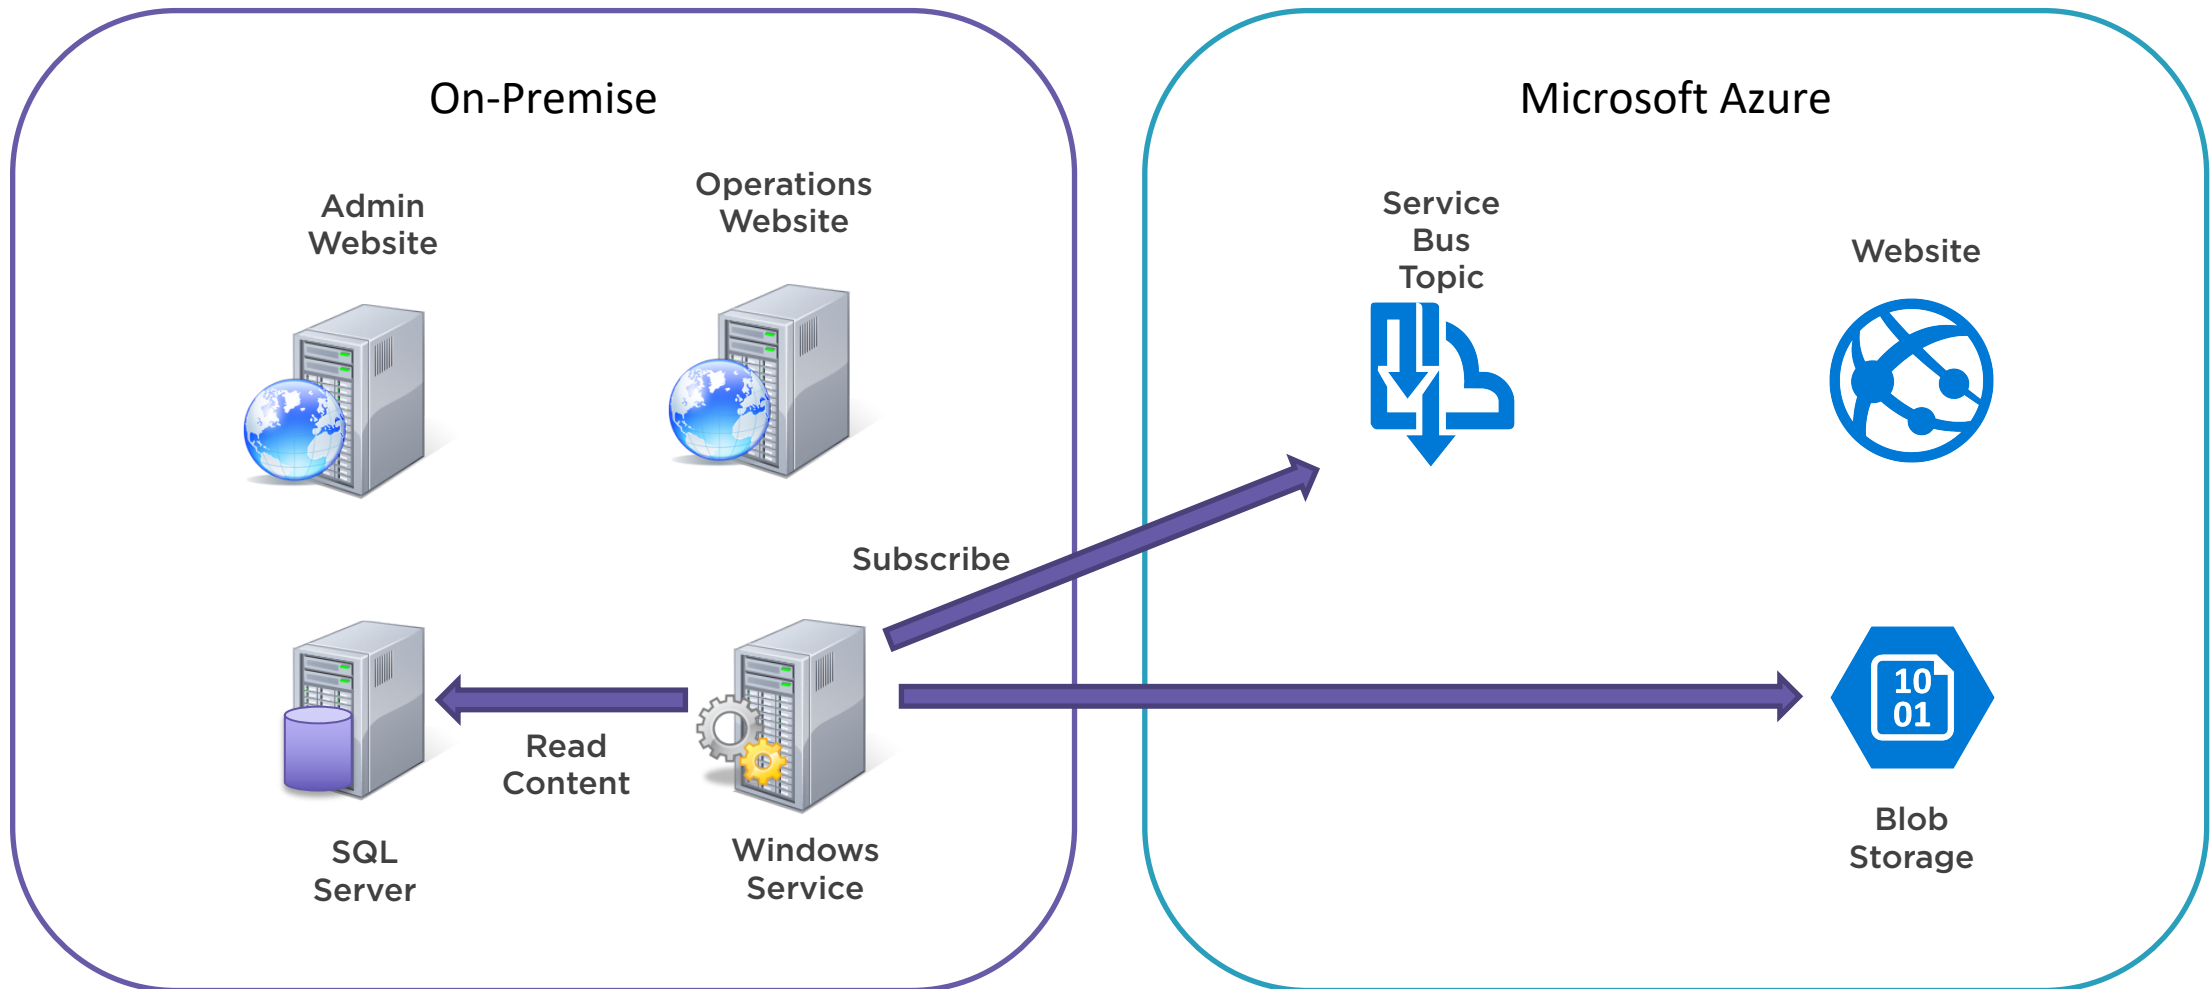 On-Premise
Microsoft Azure
Admin
Website
Operations
Website
Service
Bus
Topic
Website
Subscribe
Read
Content
10
01
SQL
Server
Windows
Service
Blob
Storage